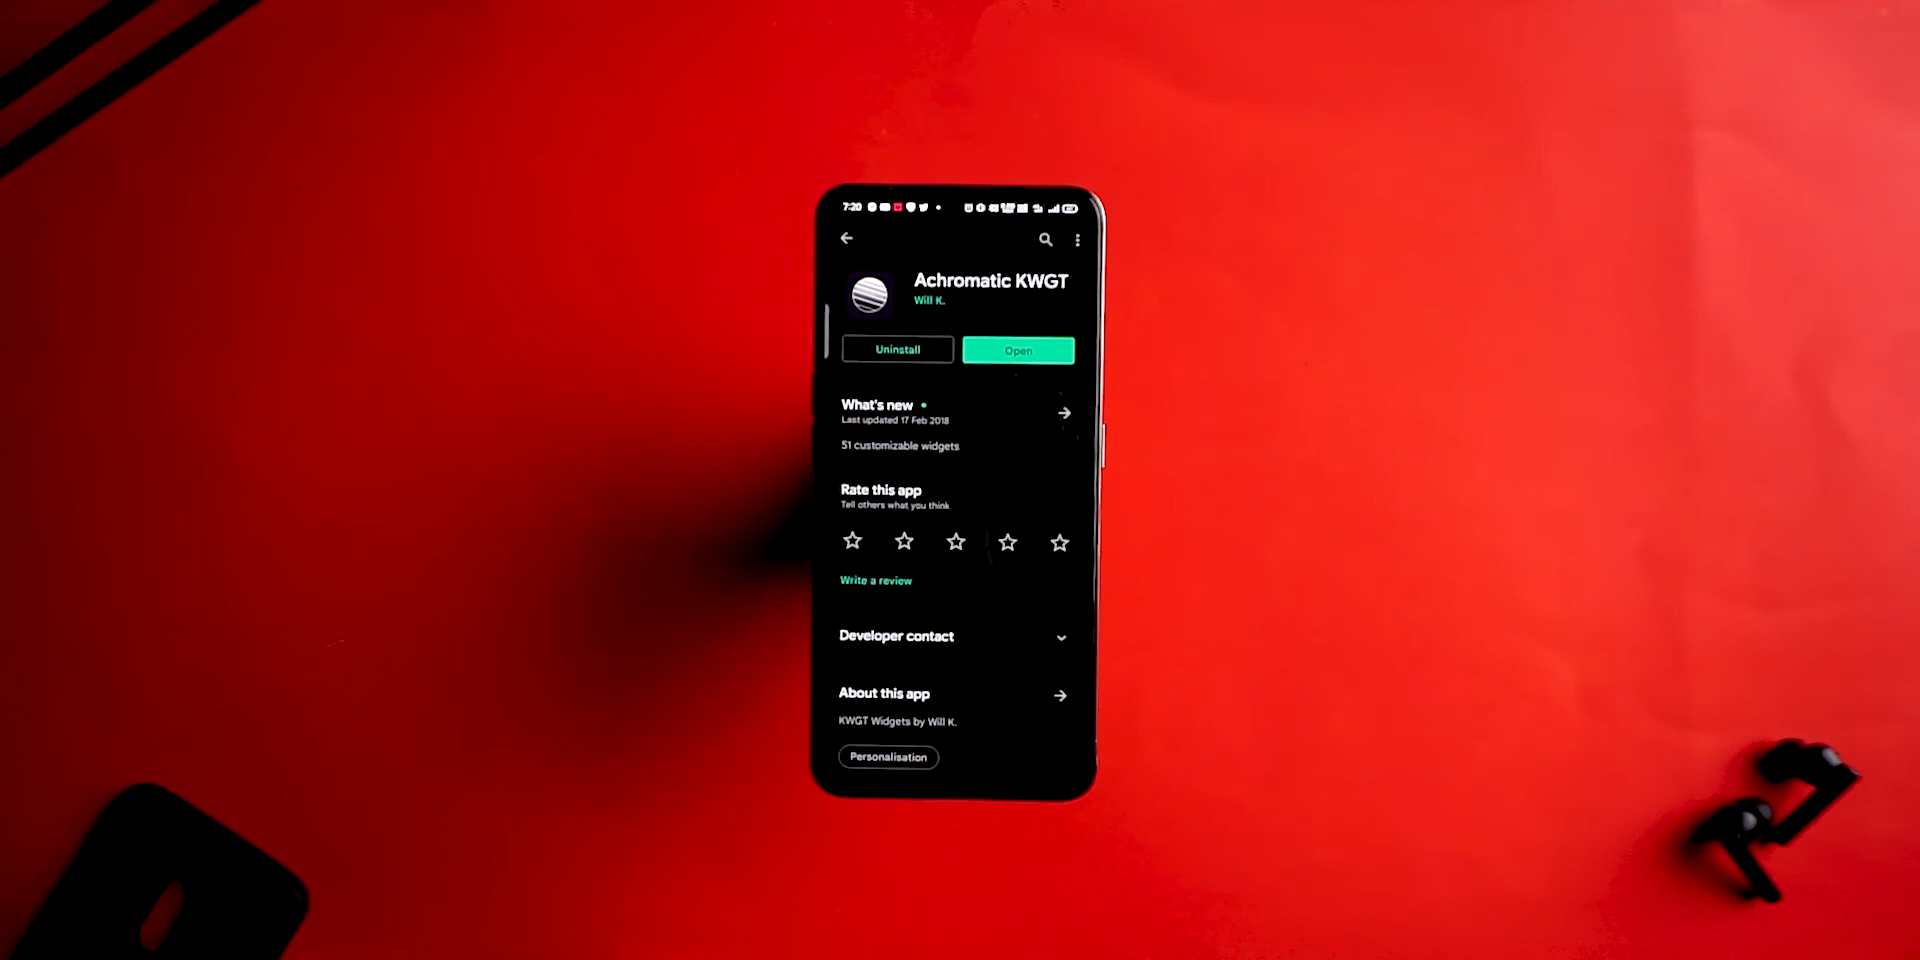 7:20
Achromatic KWGT
Will K.
Uninstall
Open
What's new
Last updated 17 Feb 2018
51 customizable widgets
Rate this app
Tell others what you think
Write a review
Developer contact
About this app
KWGT Widgets by Will K.
Personalisation